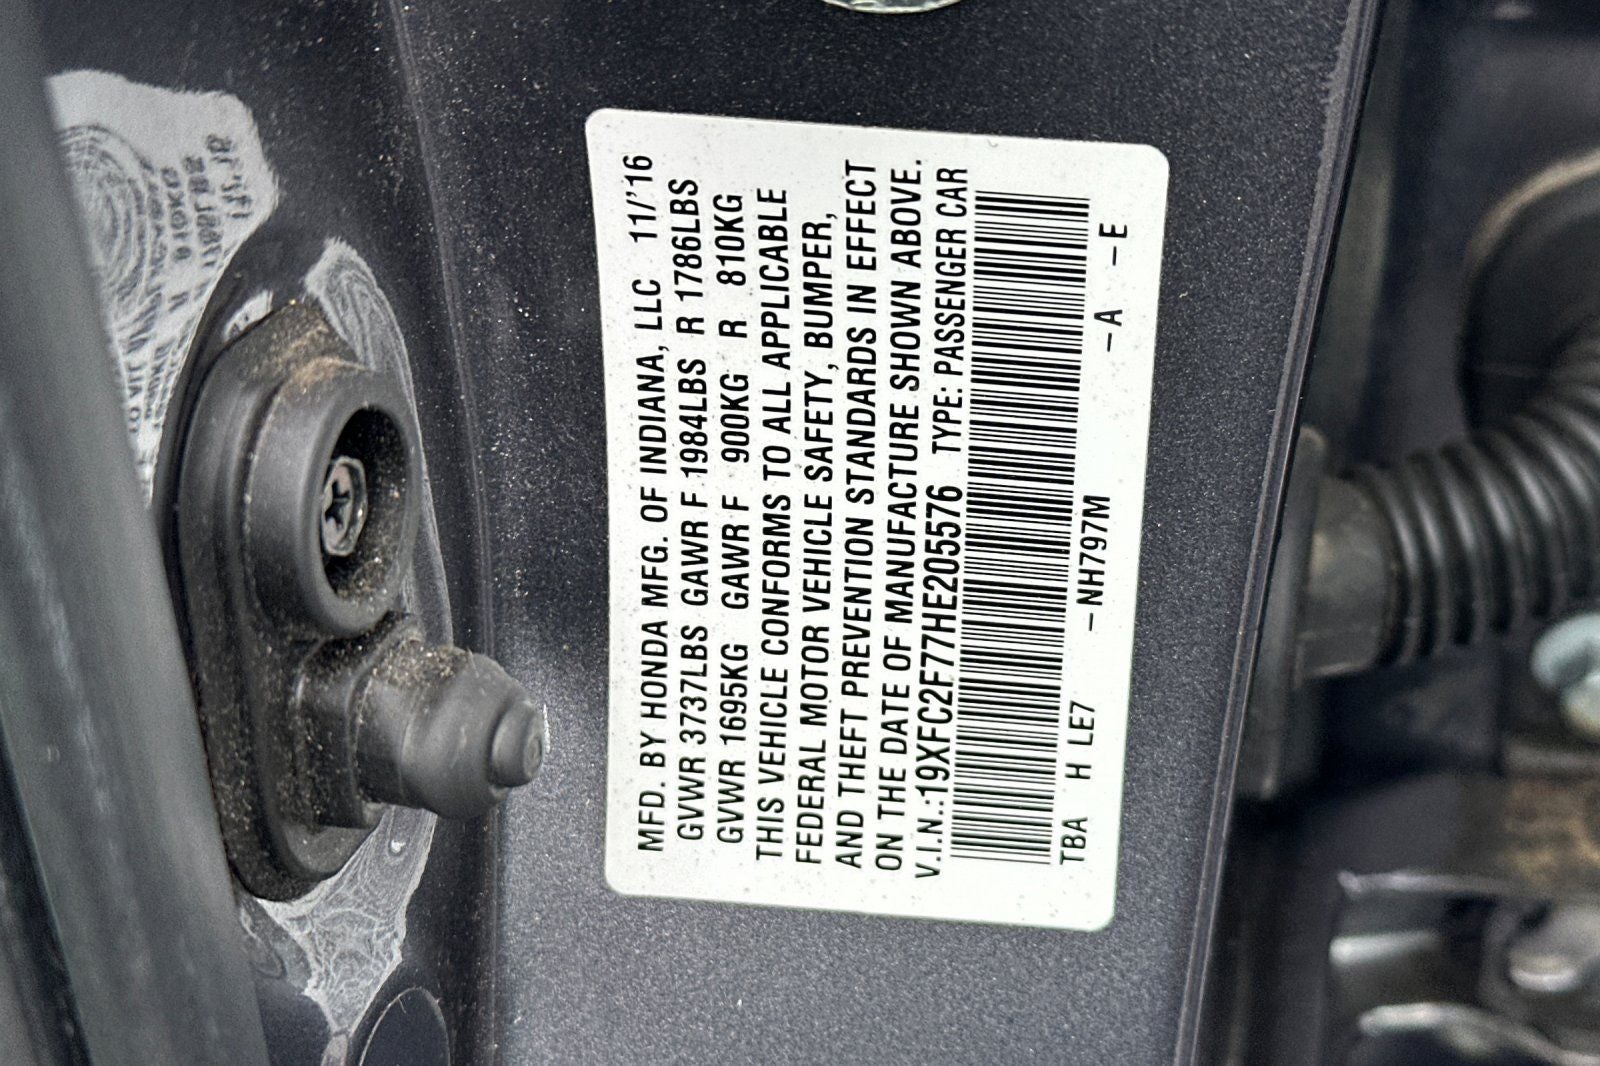 MFD. BY HONDA MFG. OF INDIANA, LLC 11/'16
GVWR 3737LBS GAWR F 1984LBS R 1786LBS
GVWR 1695KG GAWR F 900KG R 810KG
THIS VEHICLE CONFORMS TO ALL APPLICABLE
FEDERAL MOTOR VEHICLE SAFETY, BUMPER,
AND THEFT PREVENTION STANDARDS IN EFFECT
ON THE DATE OF MANUFACTURE SHOWN ABOVE.
V.I.N.:19XFC2F77HE205576 TYPE: PASSENGER CAR
TBA H LE7 -NH797M -A -E